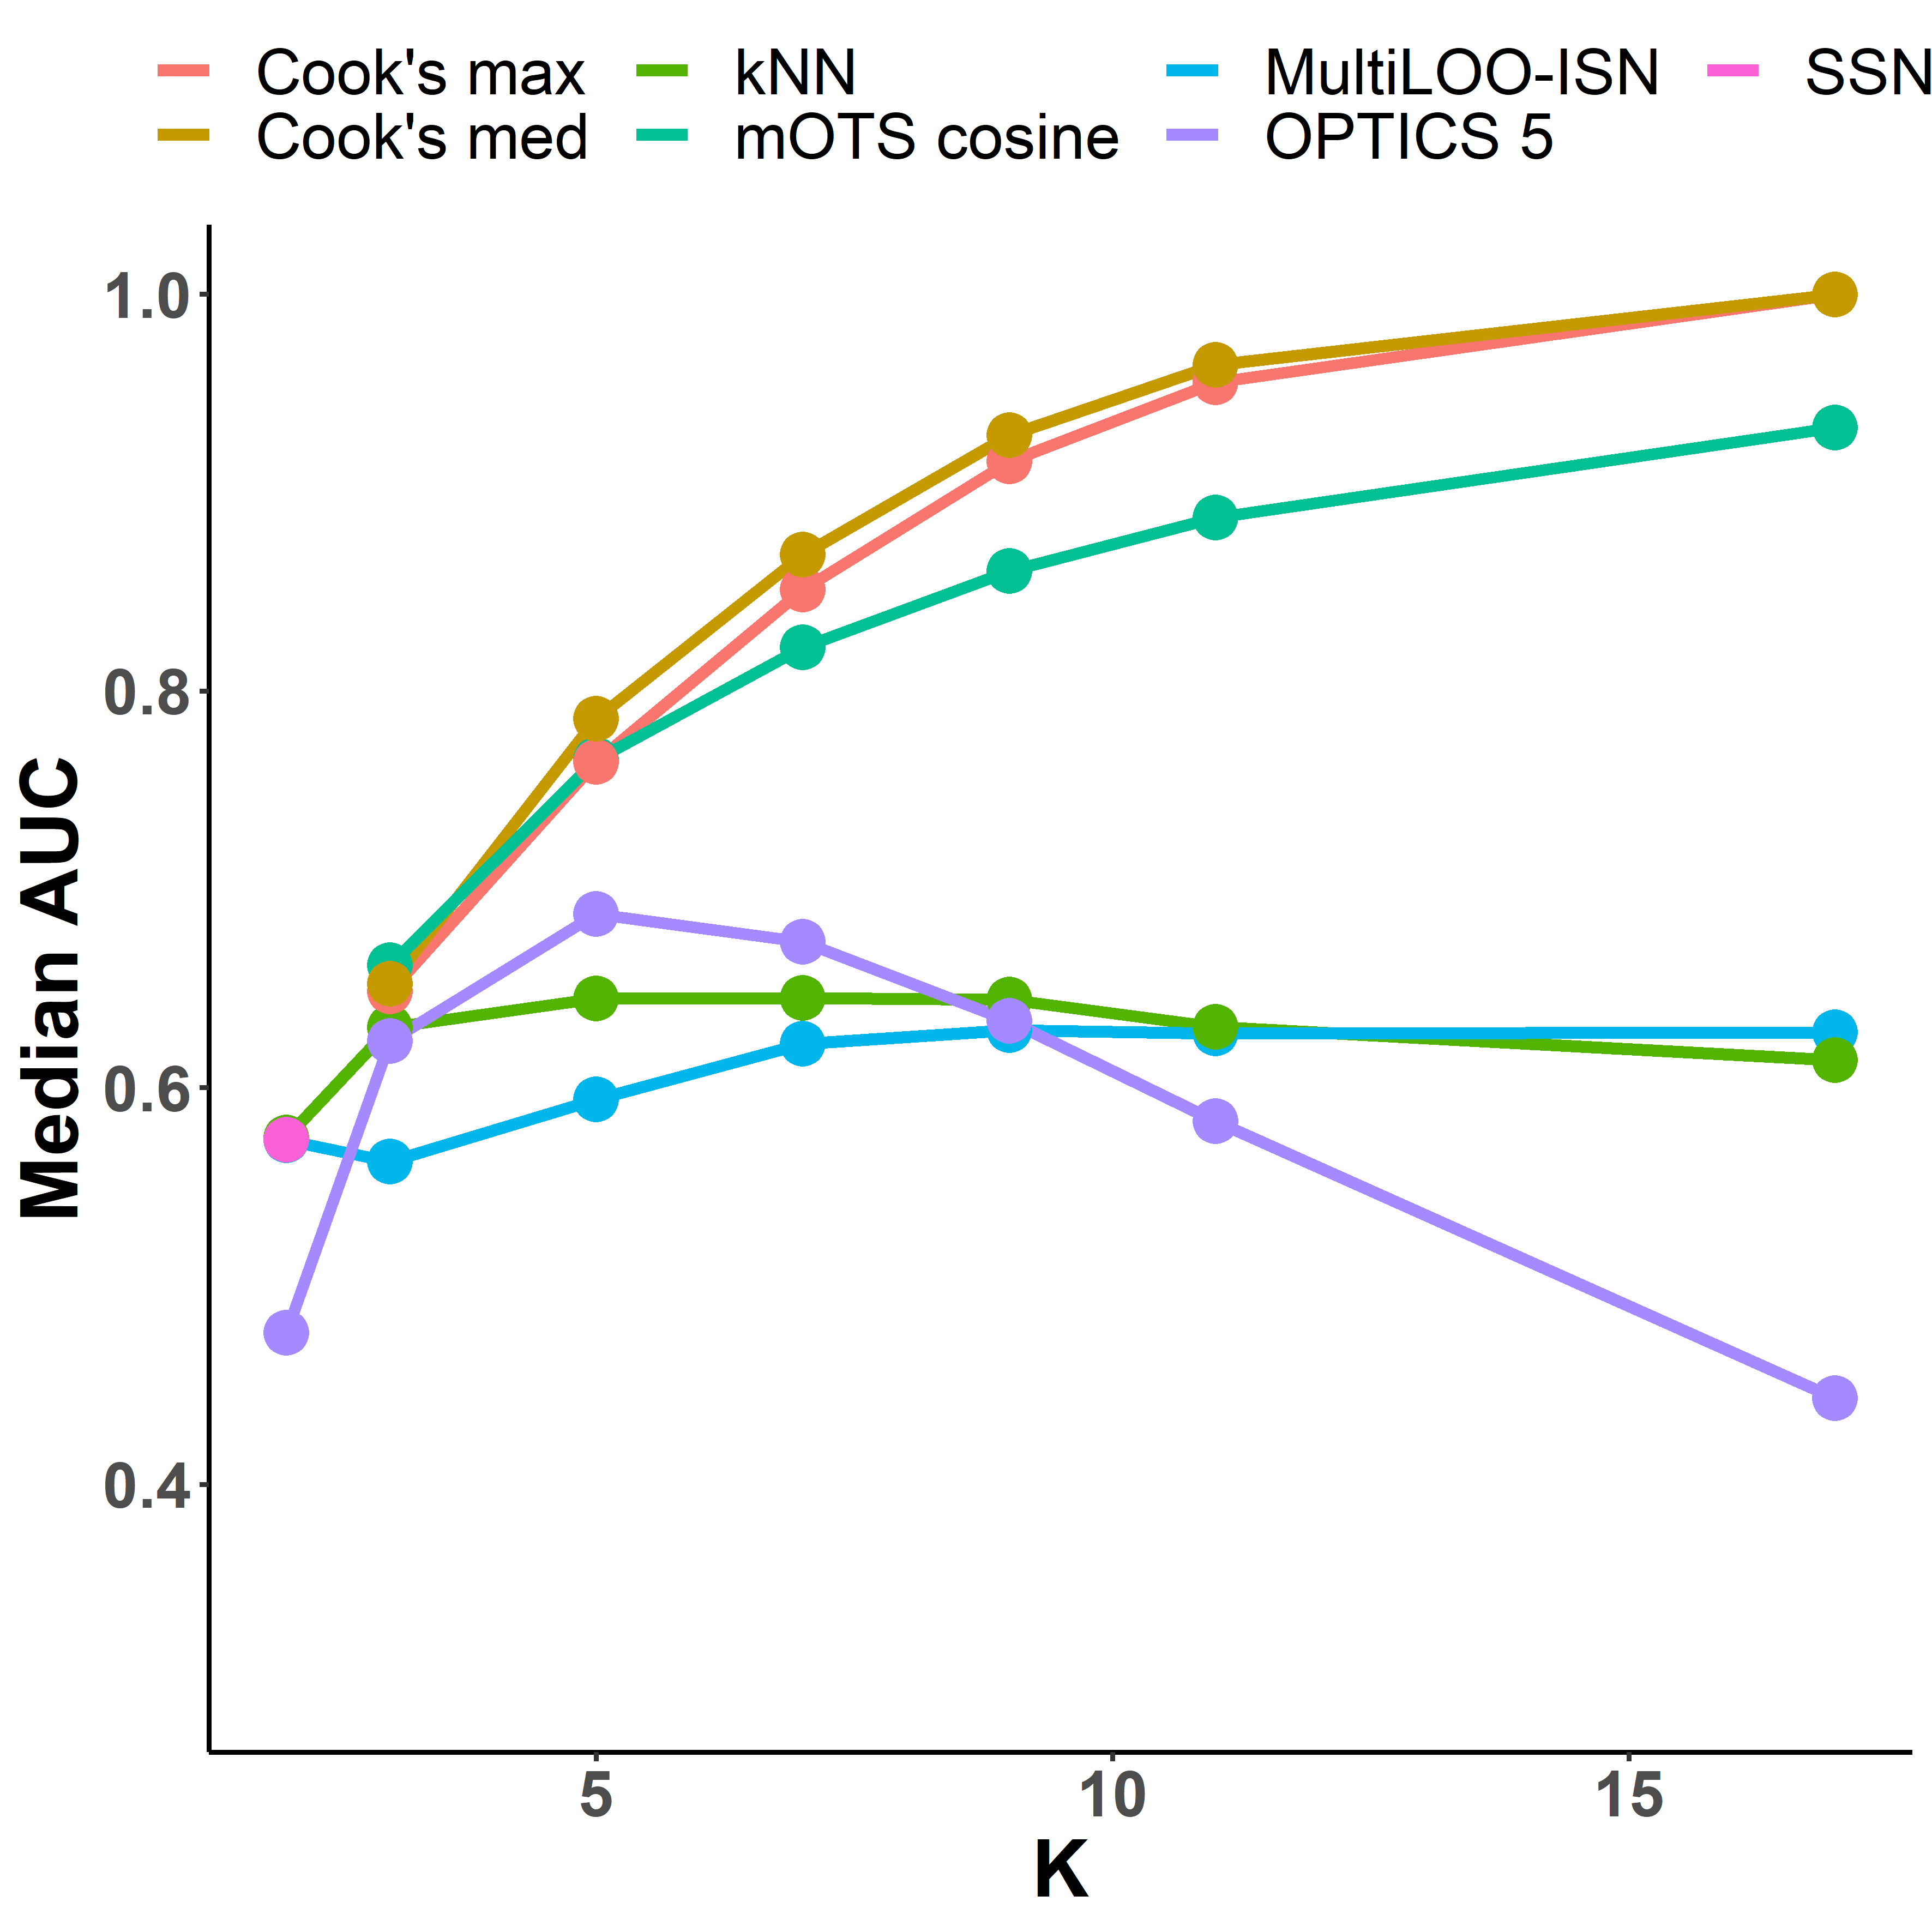 Cook's max kNN MultiLOO-ISN SSN
Cook's med mOTS cosine OPTICS 5
1.0
0.8
0.6
0.4
Median AUC
5 10 15
K